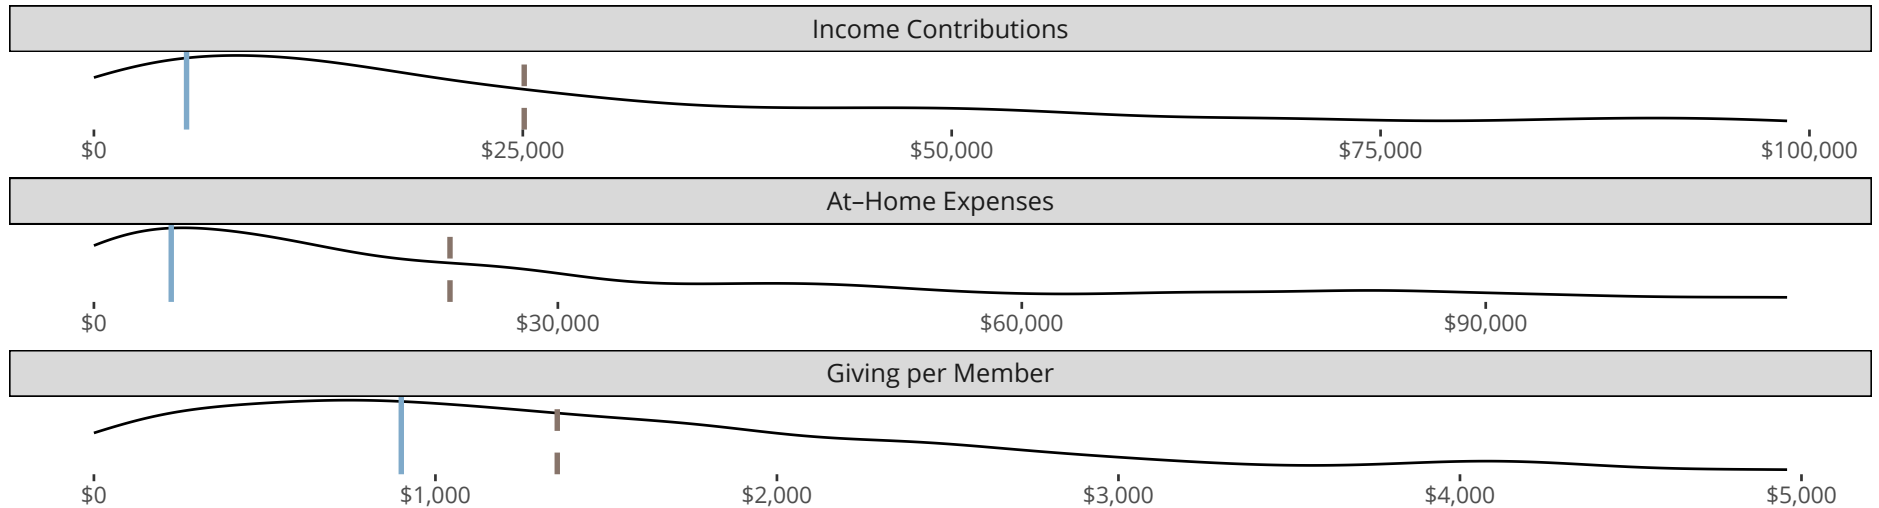 Income Contributions
$0 $25,000 $50,000 $75,000 $100,000
At–Home Expenses
$0 $30,000 $60,000 $90,000
Giving per Member
$0 $1,000 $2,000 $3,000 $4,000 $5,000